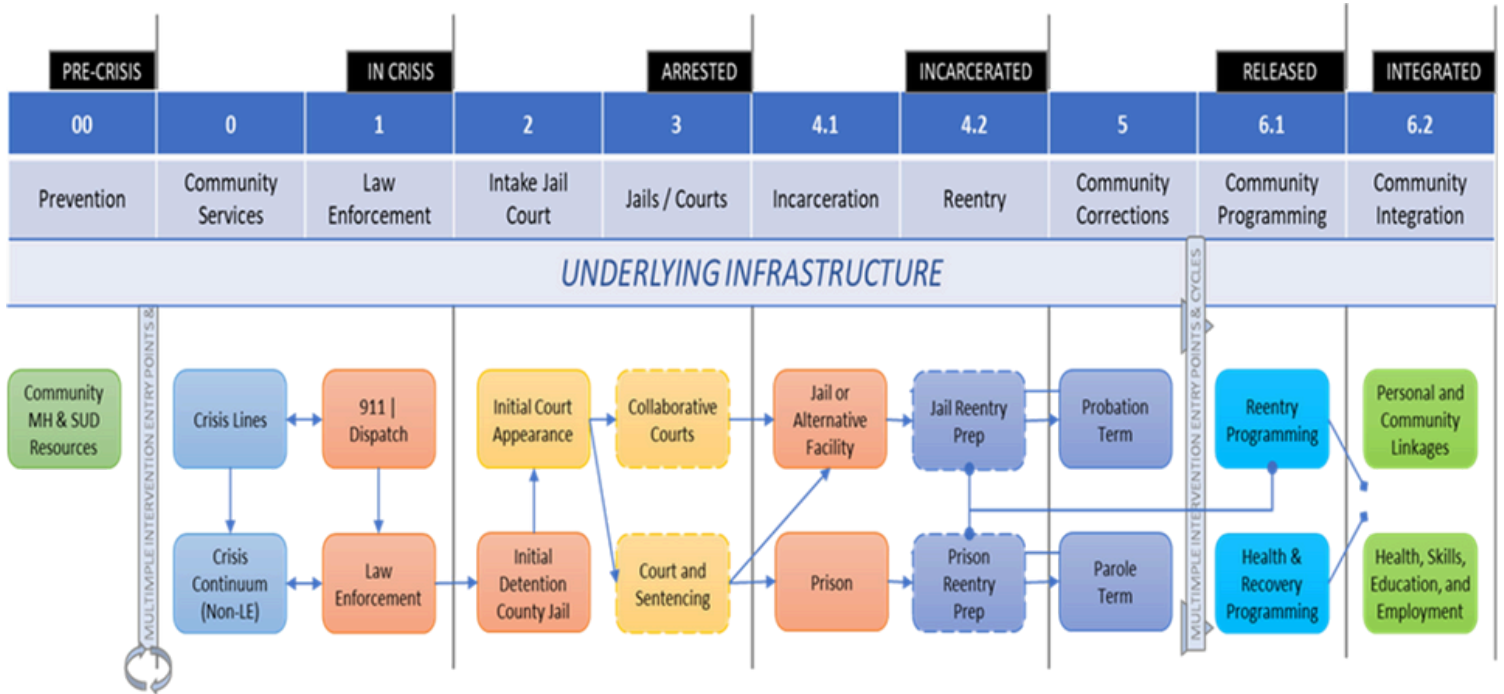 PRE-CRISIS
IN CRISIS
ARRESTED
INCARCERATED
RELEASED
INTEGRATED
00
0
1
2
3
4.1
4.2
5
6.1
6.2
Prevention
Community
Services
Law
Enforcement
Intake Jail
Court
Jails / Courts
Incarceration
Reentry
Community
Corrections
Community
Programming
Community
Integration
UNDERLYING INFRASTRUCTURE
MULTIMPLE INTERVENTION ENTRY POINTS &
MULTIMPLE INTERVENTION ENTRY POINTS & CYCLES
Community
MH & SUD
Resources
Crisis Lines
911 |
Dispatch
Initial Court
Appearance
Collaborative
Courts
Jail or
Alternative
Facility
Jail Reentry
Prep
Probation
Term
Reentry
Programming
Personal and
Community
Linkages
Crisis
Continuum
(Non-LE)
Law
Enforcement
Initial
Detention
County Jail
Court and
Sentencing
Prison
Prison
Reentry
Prep
Parole
Term
Health &
Recovery
Programming
Health, Skills,
Education, and
Employment